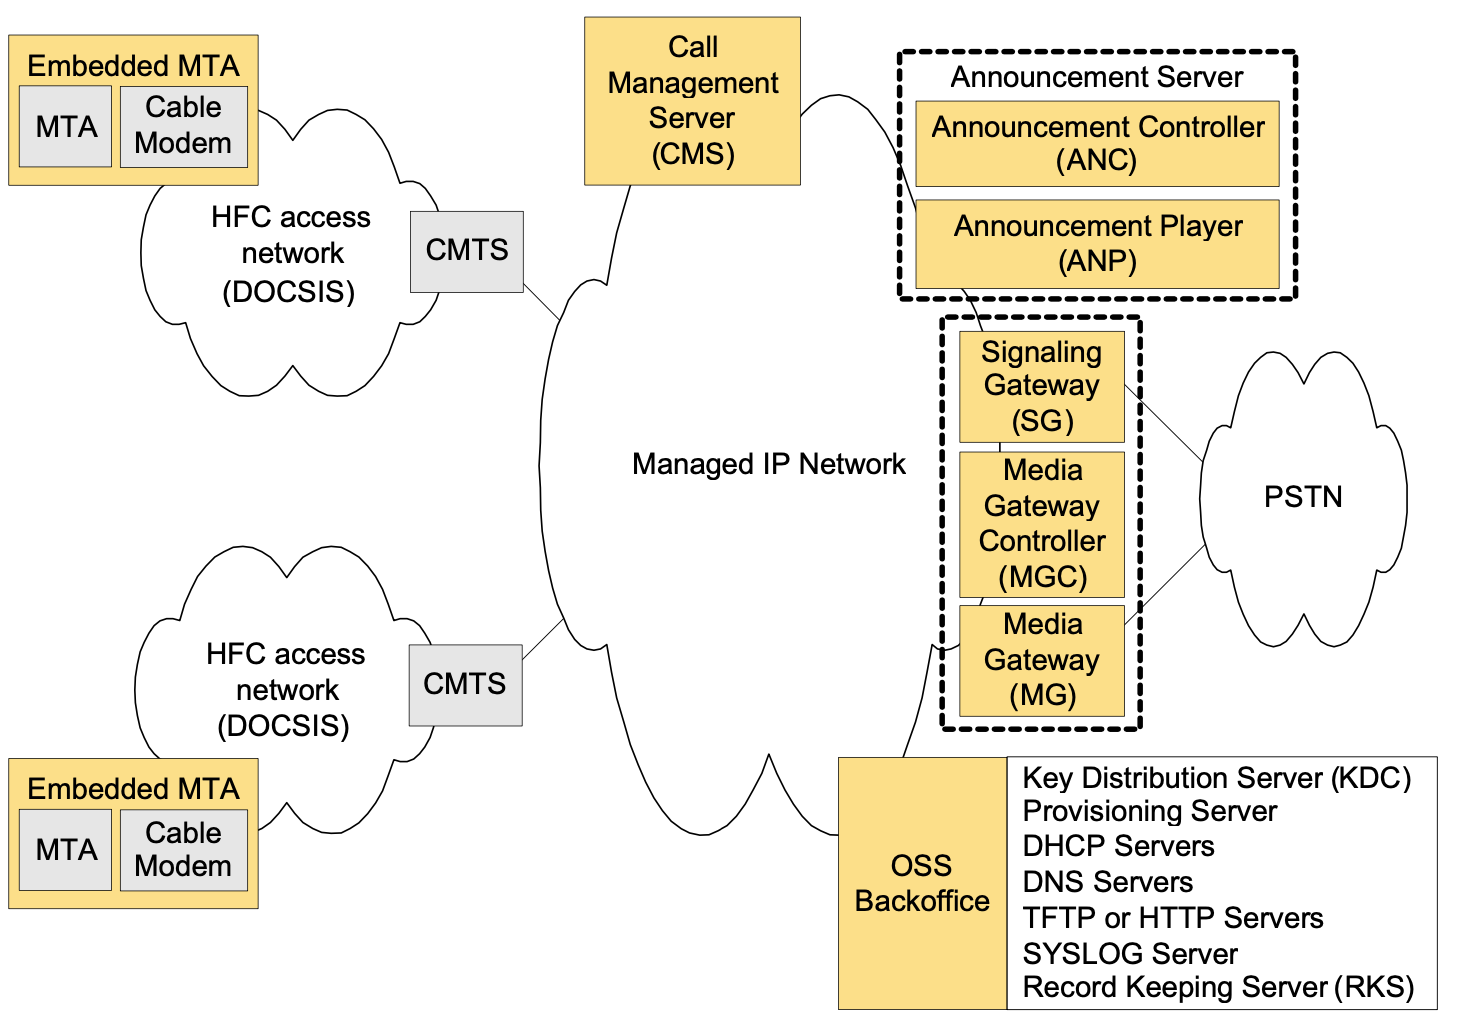 Embedded MTA
MTA
Cable
Modem
HFC access
network
(DOCSIS)
CMTS
Call
Management
Server
(CMS)
Announcement Server
Announcement Controller
(ANC)
Announcement Player
(ANP)
Signaling
Gateway
(SG)
Media
Gateway
Controller
(MGC)
Media
Gateway
(MG)
Managed IP Network
PSTN
HFC access
network
(DOCSIS)
CMTS
Embedded MTA
MTA
Cable
Modem
OSS
Backoffice
Key Distribution Server (KDC)
Provisioning Server
DHCP Servers
DNS Servers
TFTP or HTTP Servers
SYSLOG Server
Record Keeping Server (RKS)